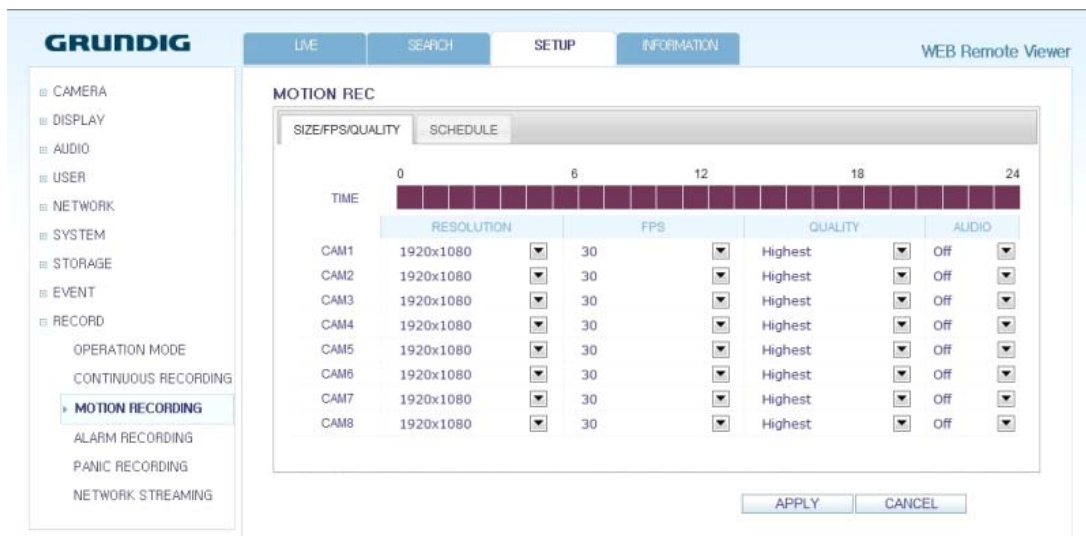 GRUNDIG
LIVE
SEARCH
SETUP
INFORMATION
WEB Remote Viewer
CAMERA
DISPLAY
AUDIO
USER
NETWORK
SYSTEM
STORAGE
EVENT
RECORD
OPERATION MODE
CONTINUOUS RECORDING
MOTION RECORDING
ALARM RECORDING
PANIC RECORDING
NETWORK STREAMING
MOTION REC
SIZE/FPS/QUALITY SCHEDULE
0 6 12 18 24
TIME
RESOLUTION FPS QUALITY AUDIO
CAM1 1920x1080 30 Highest Off
CAM2 1920x1080 30 Highest Off
CAM3 1920x1080 30 Highest Off
CAM4 1920x1080 30 Highest Off
CAM5 1920x1080 30 Highest Off
CAM6 1920x1080 30 Highest Off
CAM7 1920x1080 30 Highest Off
CAM8 1920x1080 30 Highest Off
APPLY CANCEL